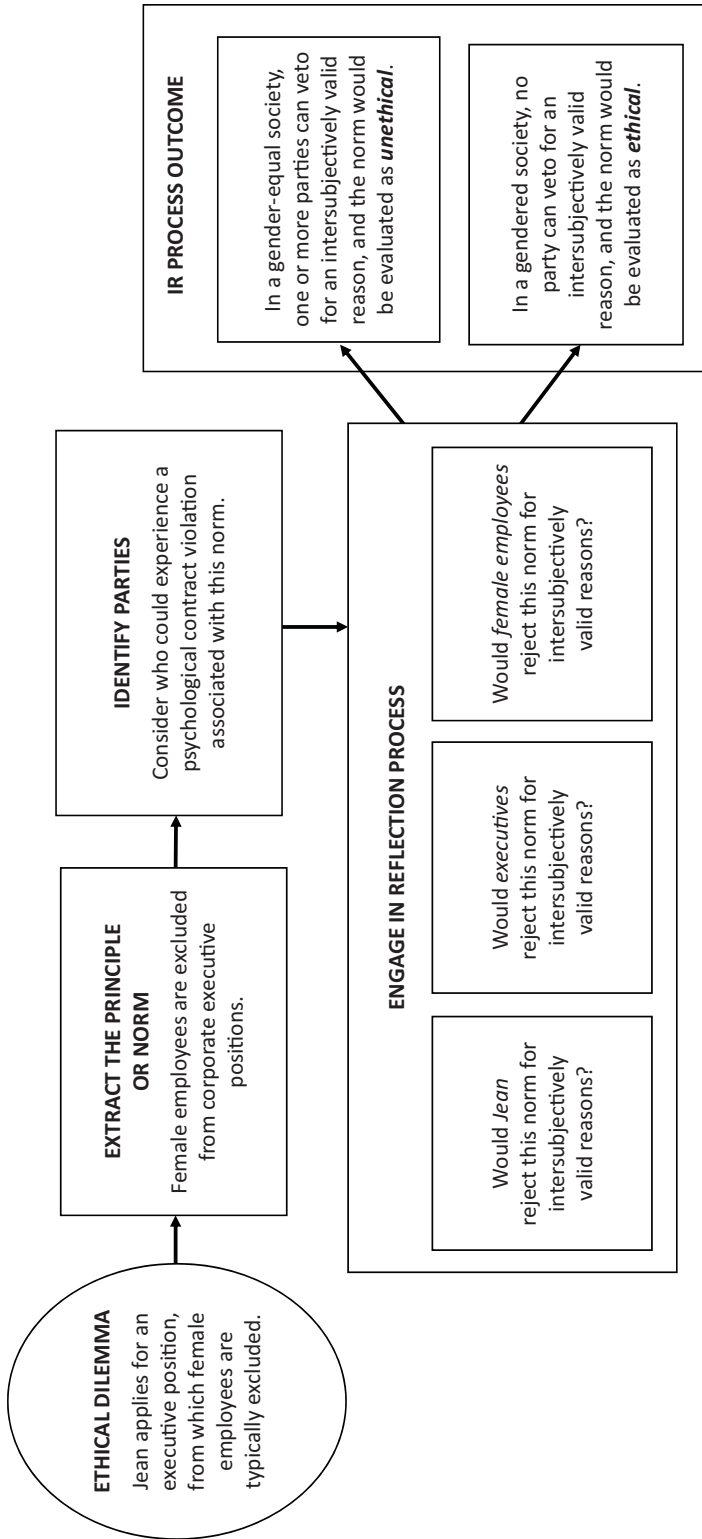 ETHICAL DILEMMA
Jean applies for an
executive position,
from which female
employees are
typically excluded.
EXTRACT THE PRINCIPLE
OR NORM
Female employees are excluded
from corporate executive
positions.
IDENTIFY PARTIES
Consider who could experience a
psychological contract violation
associated with this norm.
ENGAGE IN REFLECTION PROCESS
Would Jean
reject this norm for
intersubjectively
valid reasons?
Would executives
reject this norm for
intersubjectively
valid reasons?
Would female employees
reject this norm for
intersubjectively
valid reasons?
IR PROCESS OUTCOME
In a gender-equal society,
one or more parties can veto
for an intersubjectively valid
reason, and the norm would
be evaluated as unethical.
In a gendered society, no
party can veto for an
intersubjectively valid
reason, and the norm would
be evaluated as ethical.